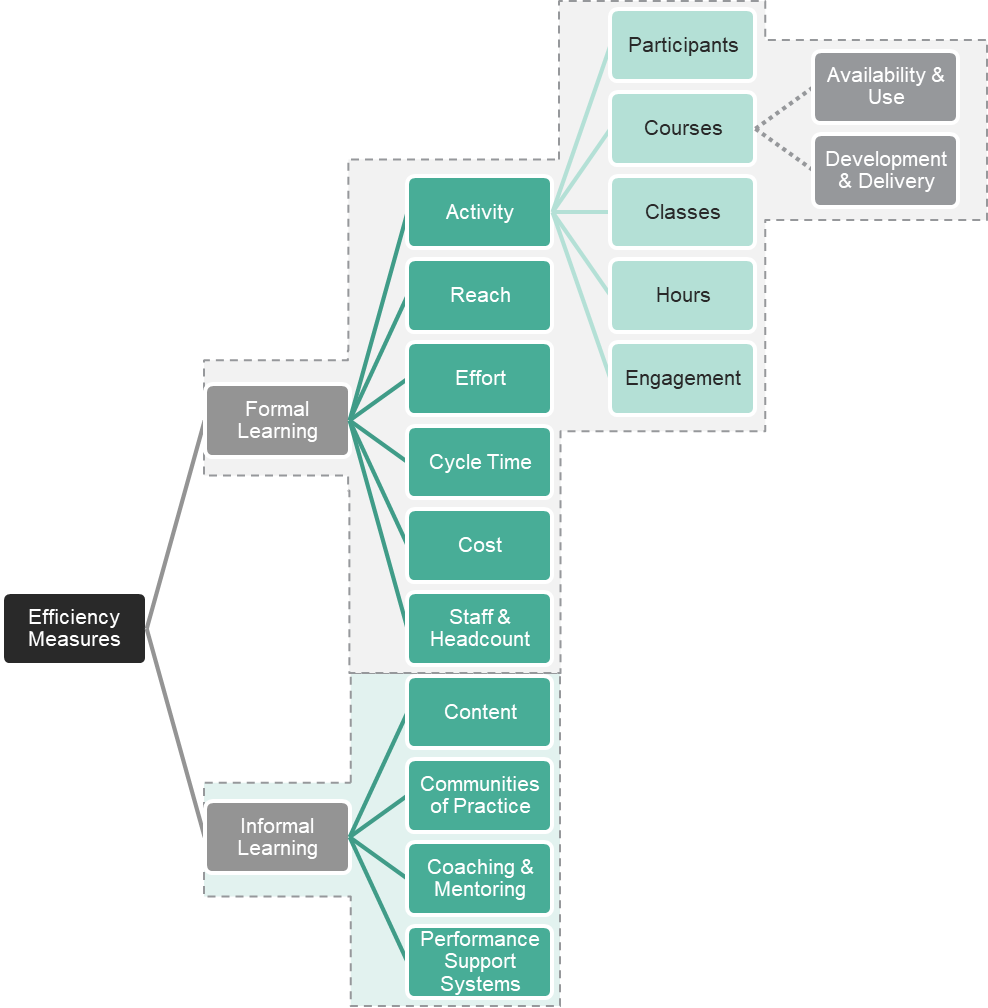 Efficiency
Measures
Formal
Learning
Activity
Participants
Courses
Availability &
Use
Development
& Delivery
Classes
Hours
Engagement
Reach
Effort
Cycle Time
Cost
Staff &
Headcount
Informal
Learning
Content
Communities
of Practice
Coaching &
Mentoring
Performance
Support
Systems